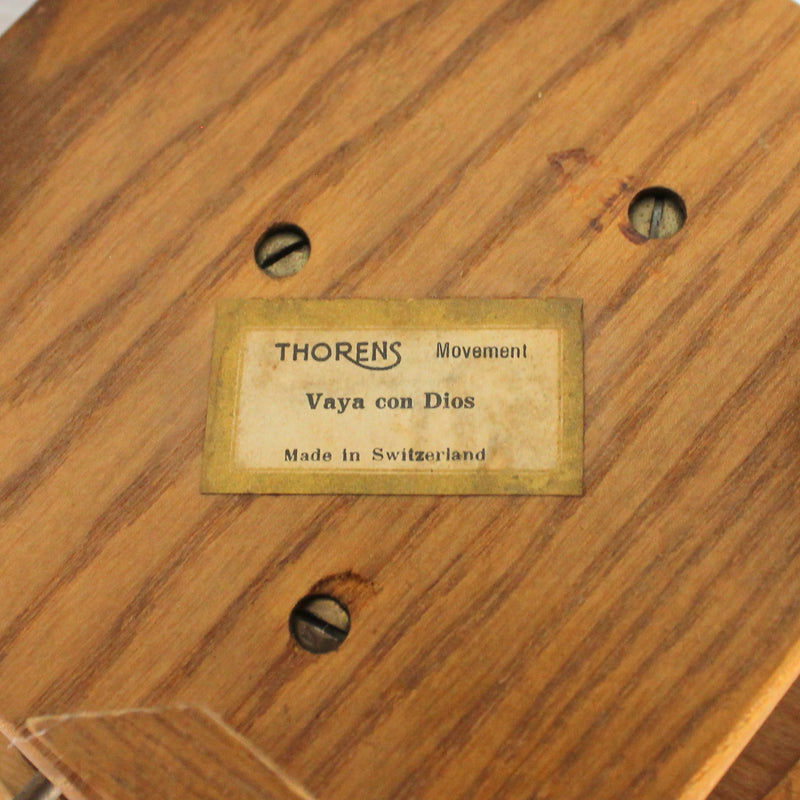 THORENS Movement
Vaya con Dios
Made in Switzerland